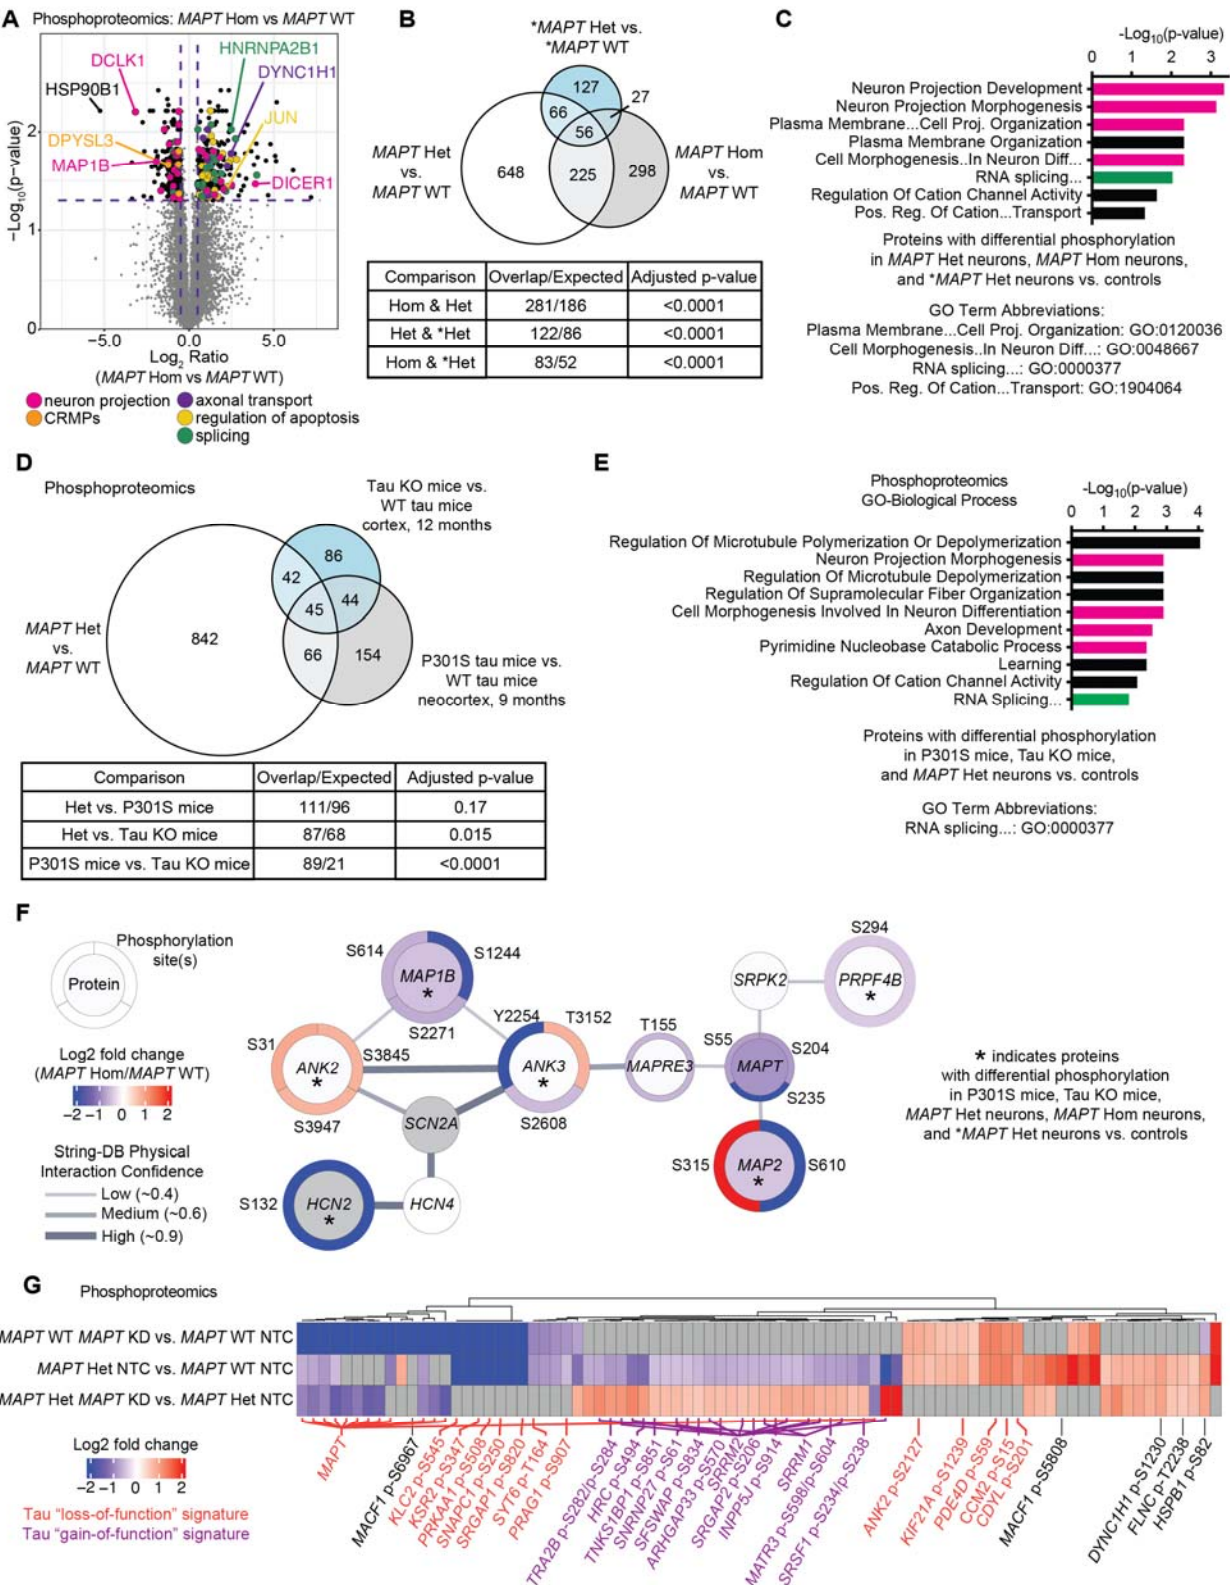 A
Phosphoproteomics: MAPT Hom vs MAPT WT
HNRNPA2B1
DCLK1
DYNC1H1
HSP90B1
JUN
DPYSL3
MAP1B
DICER1
−Log10(p-value)
2
1
0
−5.0
0.0
5.0
Log2 Ratio
(MAPT Hom vs MAPT WT)
neuron projection
axonal transport
CRMPs
regulation of apoptosis
splicing
B
*MAPT Het vs.
*MAPT WT
127
27
66
56
MAPT Het
vs.
MAPT WT
648
225
298
MAPT Hom
vs.
MAPT WT
Comparison Overlap/Expected Adjusted p-value
Hom & Het 281/186 <0.0001
Het & *Het 122/86 <0.0001
Hom & *Het 83/52 <0.0001
C
-Log10(p-value)
0 1 2 3
Neuron Projection Development
Neuron Projection Morphogenesis
Plasma Membrane...Cell Proj. Organization
Plasma Membrane Organization
Cell Morphogenesis..In Neuron Diff...
RNA splicing...
Regulation Of Cation Channel Activity
Pos. Reg. Of Cation...Transport
Proteins with differential phosphorylation
in MAPT Het neurons, MAPT Hom neurons,
and *MAPT Het neurons vs. controls
GO Term Abbreviations:
Plasma Membrane...Cell Proj. Organization: GO:0120036
Cell Morphogenesis..In Neuron Diff...: GO:0048667
RNA splicing...: GO:0000377
Pos. Reg. Of Cation...Transport: GO:1904064
D
Phosphoproteomics
Tau KO mice vs.
WT tau mice
cortex, 12 months
86
42
44
45
MAPT Het
vs.
MAPT WT
842
66
154
P301S tau mice vs.
WT tau mice
neocortex, 9 months
Comparison Overlap/Expected Adjusted p-value
Het vs. P301S mice 111/96 0.17
Het vs. Tau KO mice 87/68 0.015
P301S mice vs. Tau KO mice 89/21 <0.0001
E
Phosphoproteomics
GO-Biological Process
-Log10(p-value)
0 1 2 3 4
Regulation Of Microtubule Polymerization Or Depolymerization
Neuron Projection Morphogenesis
Regulation Of Microtubule Depolymerization
Regulation Of Supramolecular Fiber Organization
Cell Morphogenesis Involved In Neuron Differentiation
Axon Development
Pyrimidine Nucleobase Catabolic Process
Learning
Regulation Of Cation Channel Activity
RNA Splicing...
Proteins with differential phosphorylation
in P301S mice, Tau KO mice,
and MAPT Het neurons vs. controls
GO Term Abbreviations:
RNA splicing...: GO:0000377
F
Phosphorylation
site(s)
Protein
Log2 fold change
(MAPT Hom/MAPT WT)
−2 −1 0 1 2
String-DB Physical
Interaction Confidence
Low (~0.4)
Medium (~0.6)
High (~0.9)
S614
S1244
MAP1B
*
S2271
S31
S3845
ANK2
*
S3947
Y2254
T3152
ANK3
*
S2608
SCN2A
S132
HCN2
*
HCN4
T155
MAPRE3
S55
S204
MAPT
S235
SRPK2
S294
PRPF4B
*
S315
MAP2
*
S610
* indicates proteins
with differential phosphorylation
in P301S mice, Tau KO mice,
MAPT Het neurons, MAPT Hom neurons,
and *MAPT Het neurons vs. controls
G
Phosphoproteomics
MAPT WT MAPT KD vs. MAPT WT NTC
MAPT Het NTC vs. MAPT WT NTC
MAPT Het MAPT KD vs. MAPT Het NTC
Log2 fold change
−2 −1 0 1 2
Tau “loss-of-function” signature
Tau “gain-of-function” signature
MAPT
MACF1 p-S6967
KLC2 p-S545
KSR2 p-S347
PRKAA1 p-S508
SNAPC1 p-S250
SRGAP1 p-S820
SYT6 p-T164
PRAG1 p-S907
TRA2B p-S282/p-S284
HRC p-S494
TNKS1BP1 p-S851
SNRNP27 p-S61
SFSWAP p-S834
ARHGAP33 p-S570
SRRM2
SRGAP2 p-S206
INPP5J p-S914
SRRM1
MATR3 p-S598/p-S604
SRSF1 p-S234/p-S238
ANK2 p-S2127
KIF21A p-S1239
PDE4D p-S59
CCM2 p-S15
CDYL p-S201
MACF1 p-S5808
DYNC1H1 p-S1230
FLNC p-T2238
HSPB1 p-S82